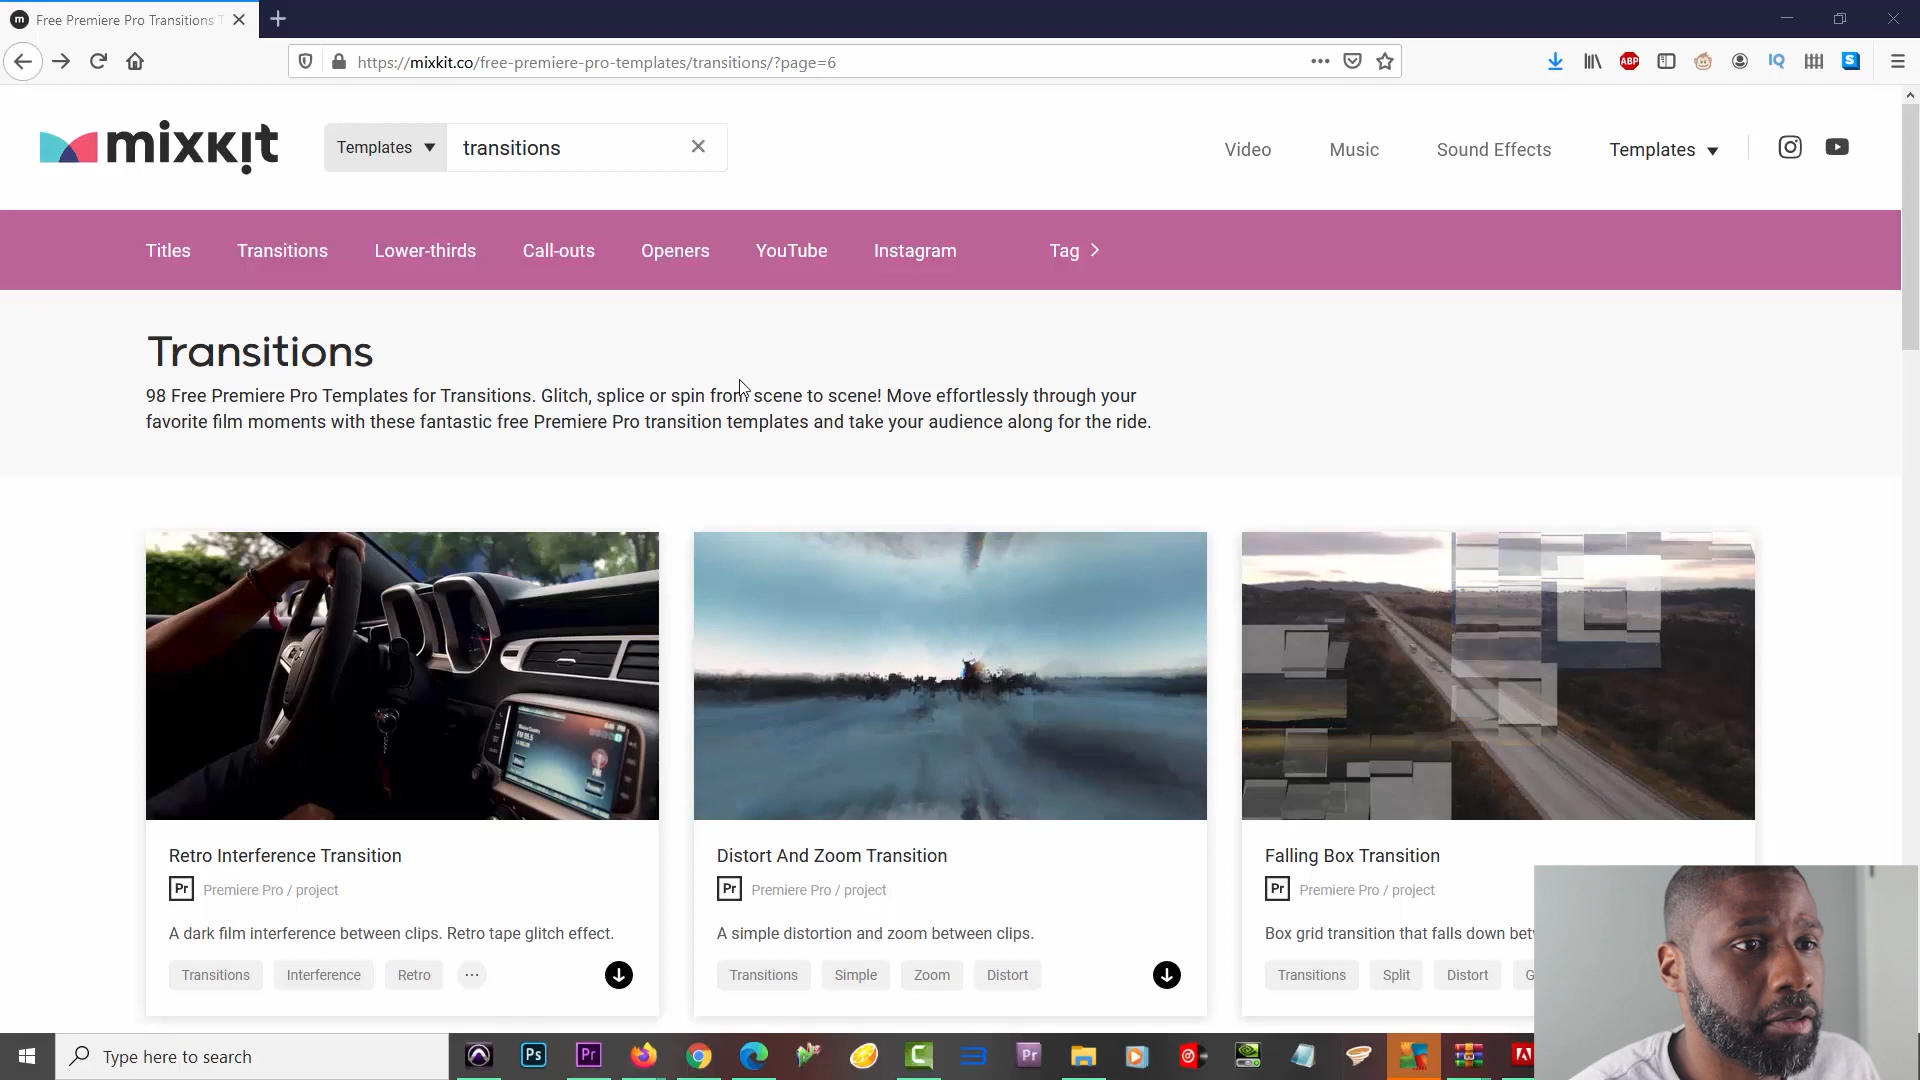 m Free Premiere Pro Transitions
https://mixkit.co/free-premiere-pro-templates/transitions/?page=6
ABP
IQ
S
mixkit
Templates
transitions
Video
Music
Sound Effects
Templates
Titles
Transitions
Lower-thirds
Call-outs
Openers
YouTube
Instagram
Tag
Transitions
98 Free Premiere Pro Templates for Transitions. Glitch, splice or spin from scene to scene! Move effortlessly through your
favorite film moments with these fantastic free Premiere Pro transition templates and take your audience along for the ride.
Retro Interference Transition
Pr Premiere Pro / project
A dark film interference between clips. Retro tape glitch effect.
Transitions
Interference
Retro
...
Distort And Zoom Transition
Pr Premiere Pro / project
A simple distortion and zoom between clips.
Transitions
Simple
Zoom
Distort
Falling Box Transition
Pr Premiere Pro / project
Box grid transition that falls down bet
Transitions
Split
Distort
G
Type here to search
Ps
Pr
Pr